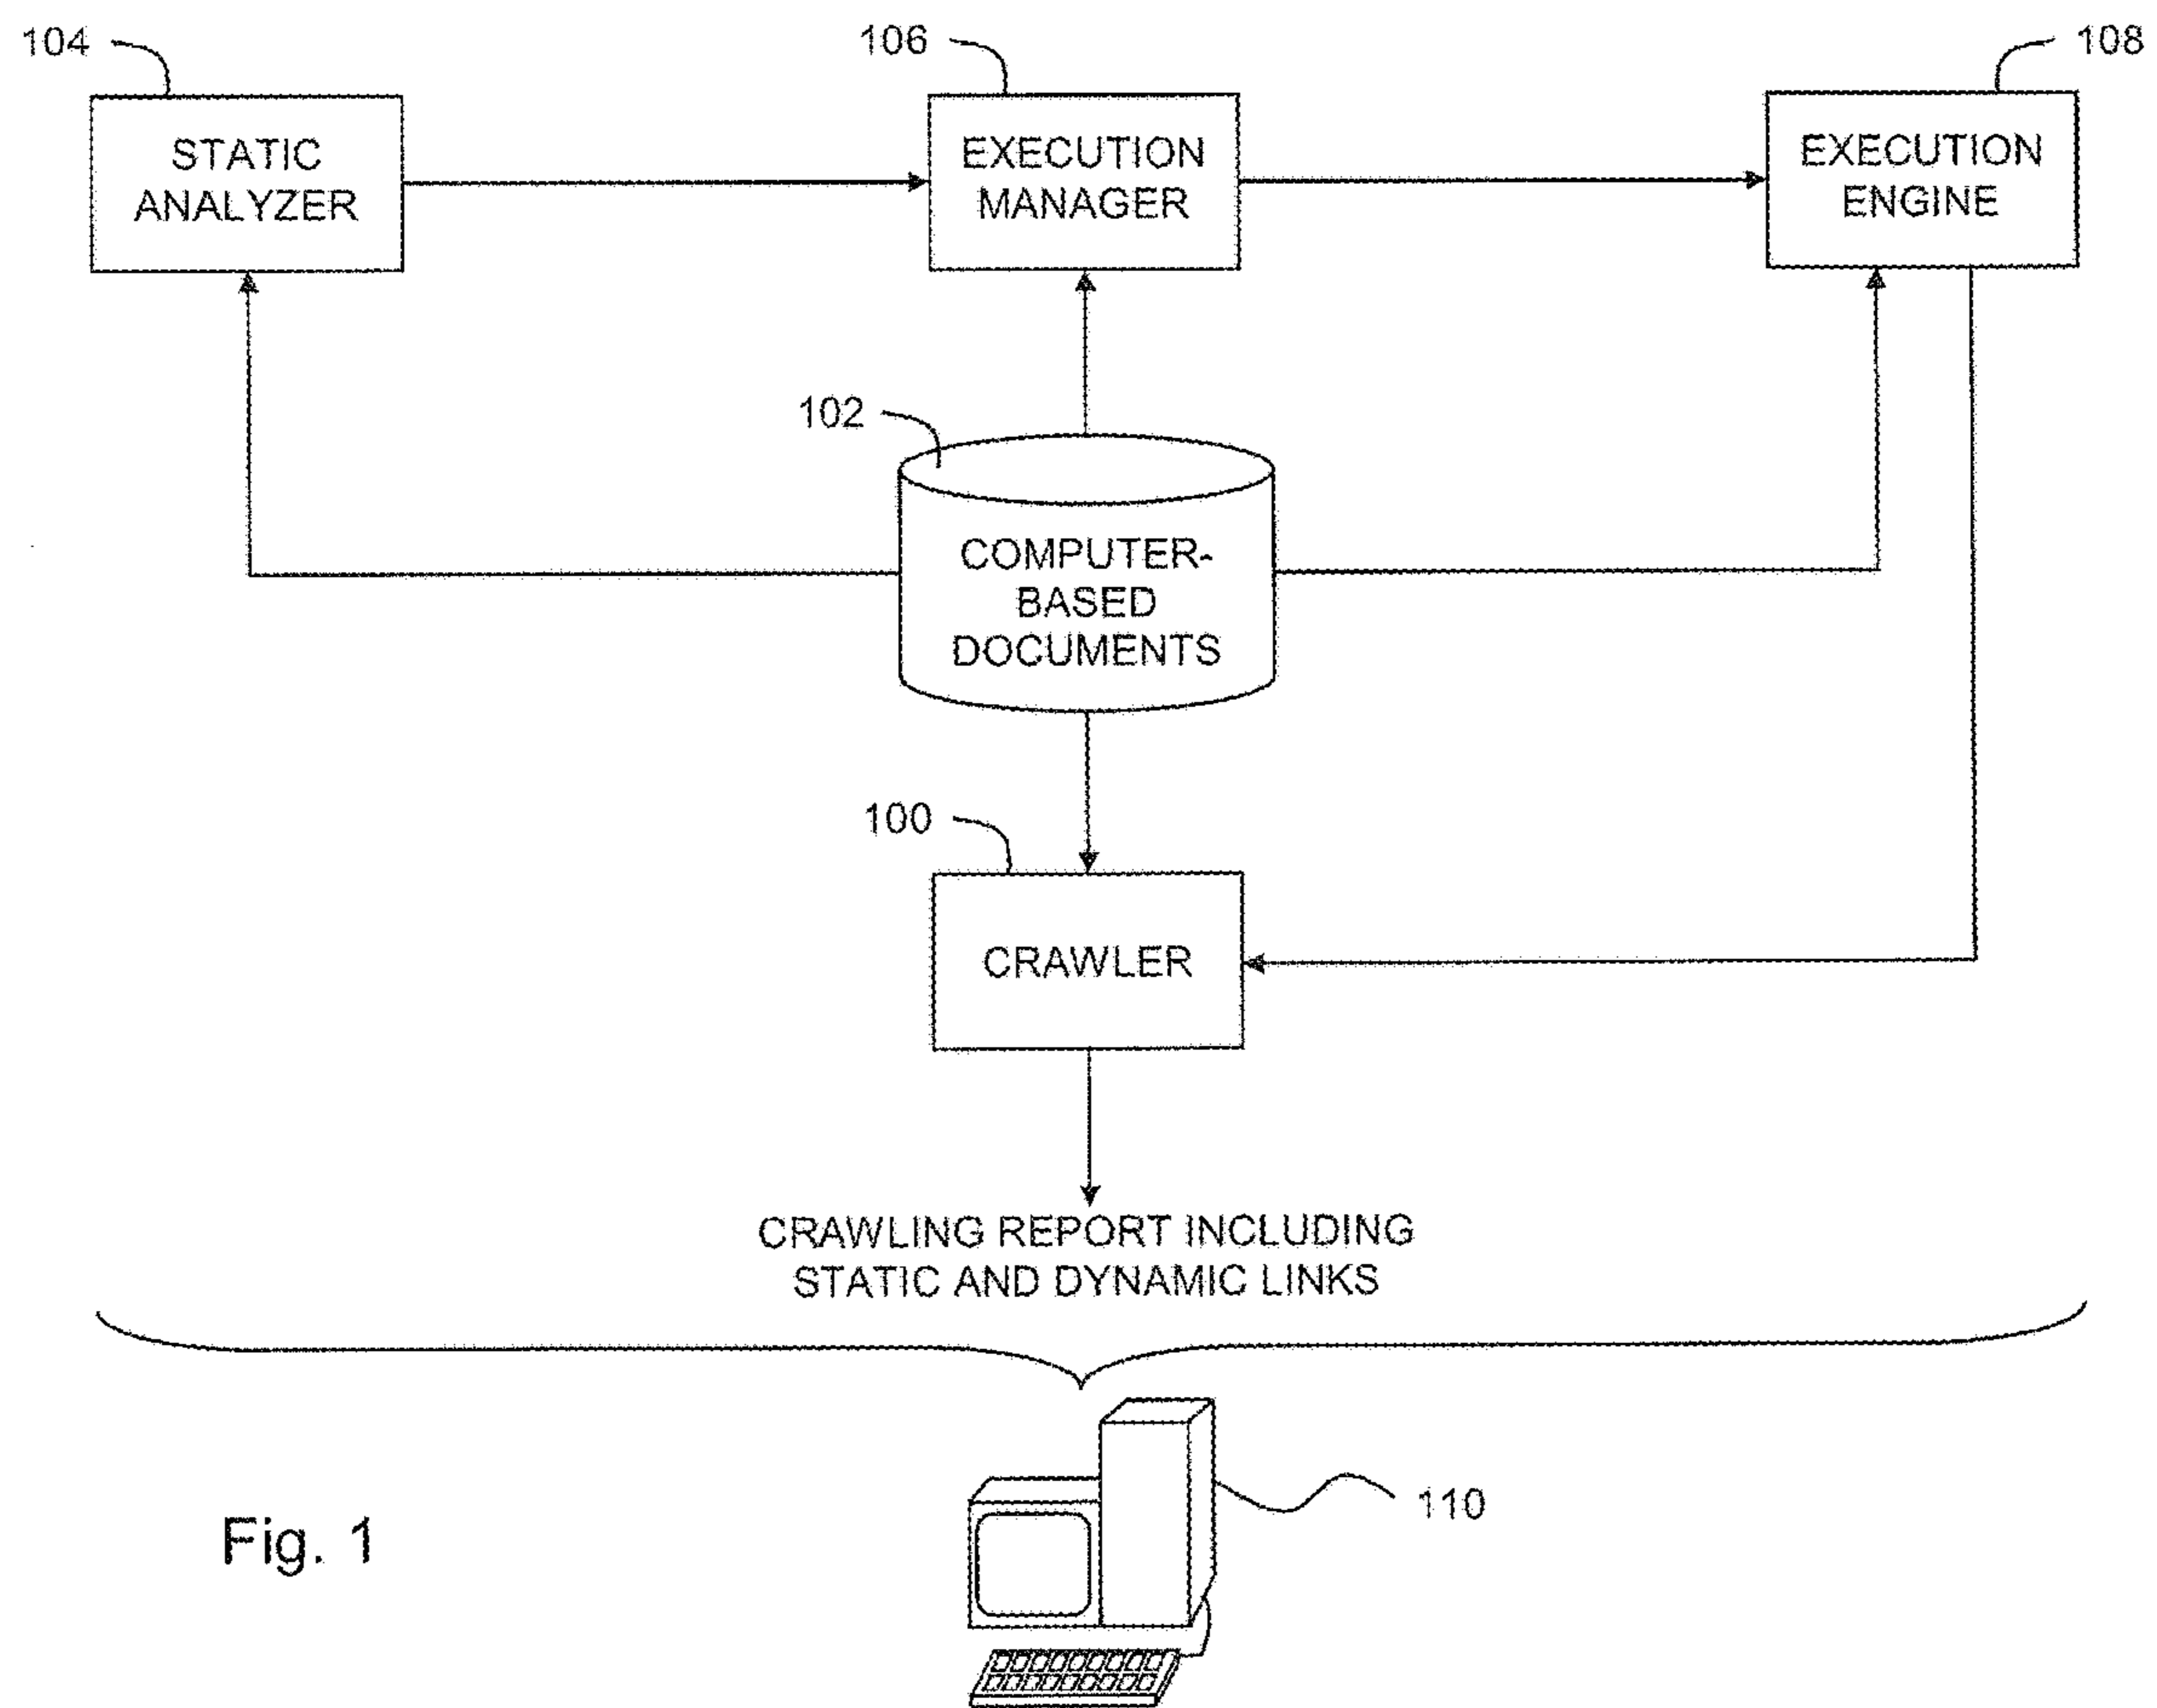 104
106
108
STATIC
ANALYZER
EXECUTION
MANAGER
EXECUTION
ENGINE
102
COMPUTER-
BASED
DOCUMENTS
100
CRAWLER
CRAWLING REPORT INCLUDING
STATIC AND DYNAMIC LINKS
110
Fig. 1